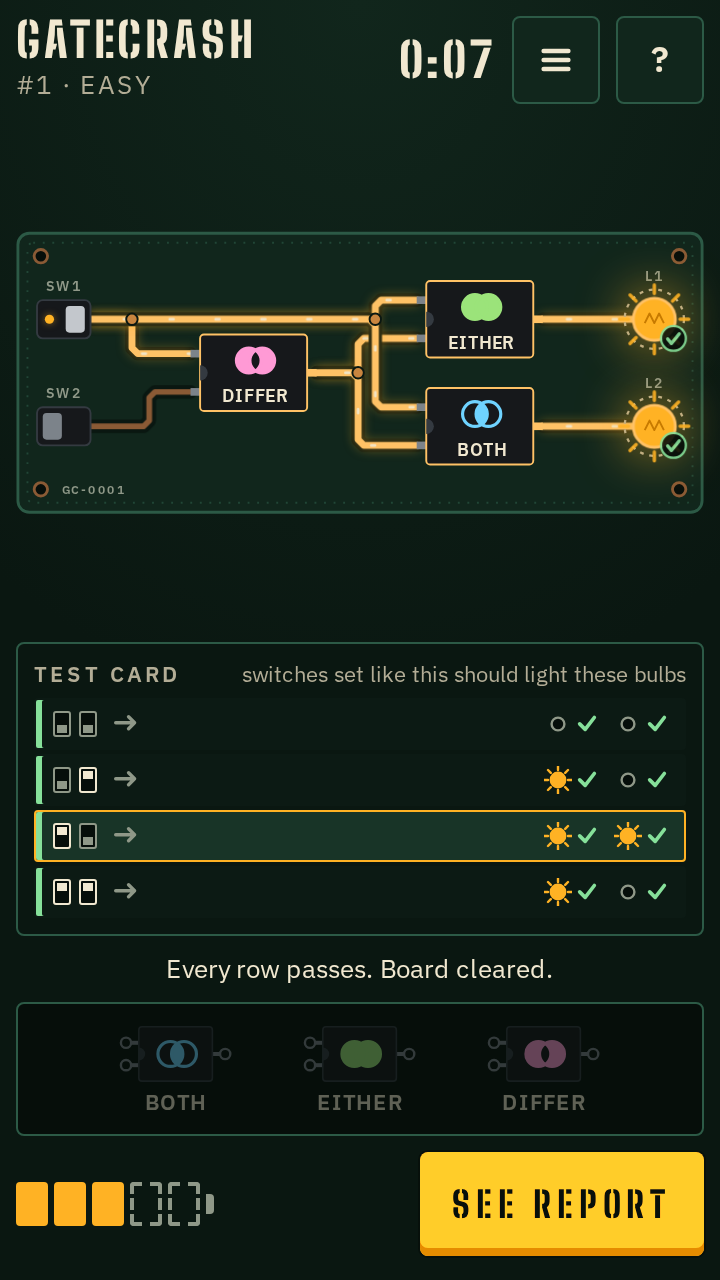 GATECRASH
#1 · EASY
0:07
?
SW1
SW2
DIFFER
EITHER
BOTH
L1
L2
GC-0001
TEST CARD
switches set like this should light these bulbs
Every row passes. Board cleared.
BOTH
EITHER
DIFFER
SEE REPORT